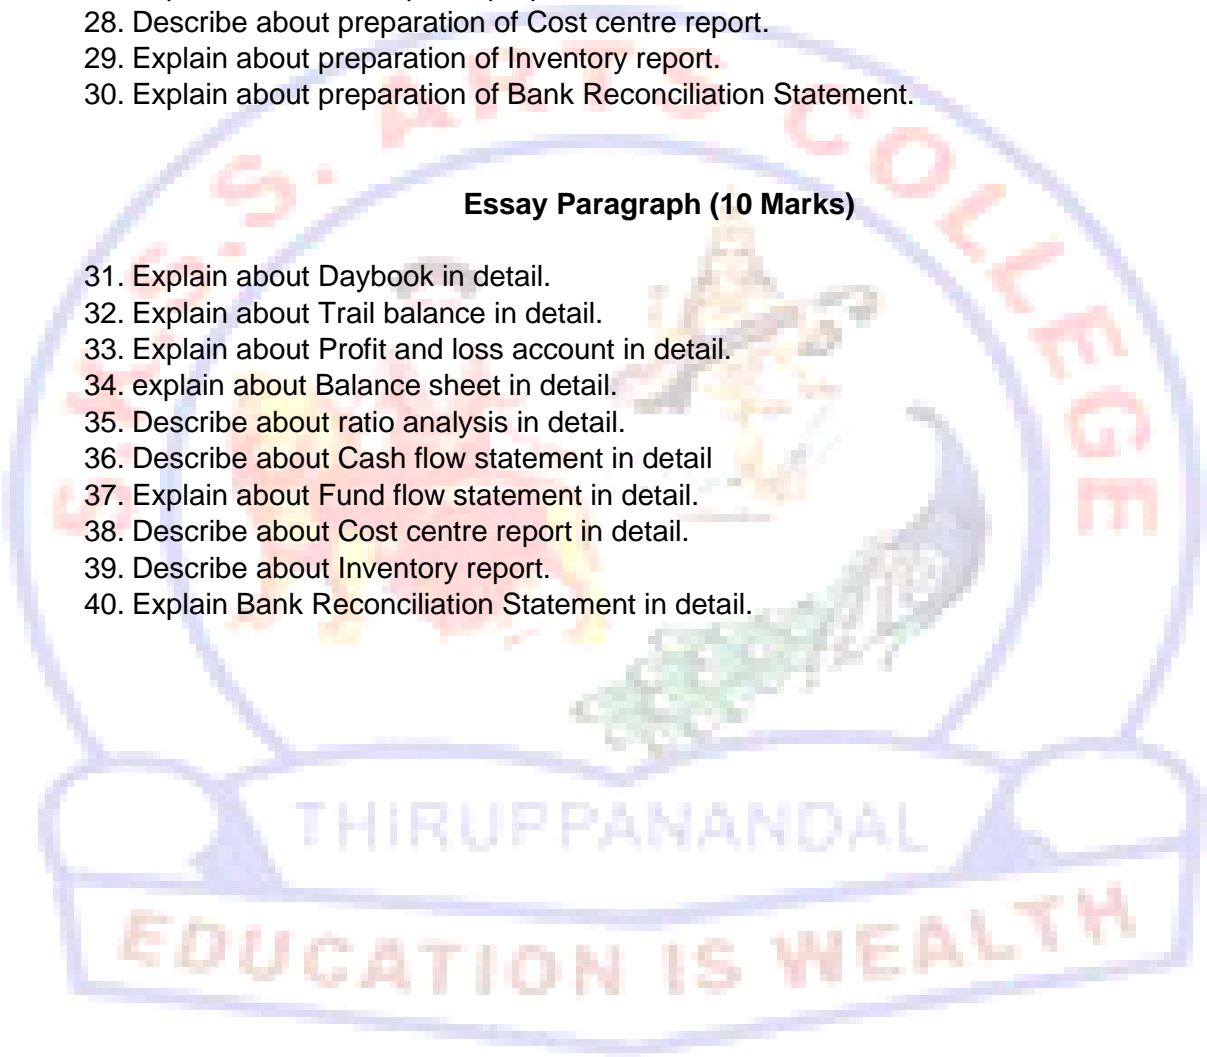 28. Describe about preparation of Cost centre report.
29. Explain about preparation of Inventory report.
30. Explain about preparation of Bank Reconciliation Statement.
Essay Paragraph (10 Marks)
31. Explain about Daybook in detail.
32. Explain about Trail balance in detail.
33. Explain about Profit and loss account in detail.
34. explain about Balance sheet in detail.
35. Describe about ratio analysis in detail.
36. Describe about Cash flow statement in detail
37. Explain about Fund flow statement in detail.
38. Describe about Cost centre report in detail.
39. Describe about Inventory report.
40. Explain Bank Reconciliation Statement in detail.
ARTS COLLEGE
THIRUPPANANDAL
EDUCATION IS WEALTH